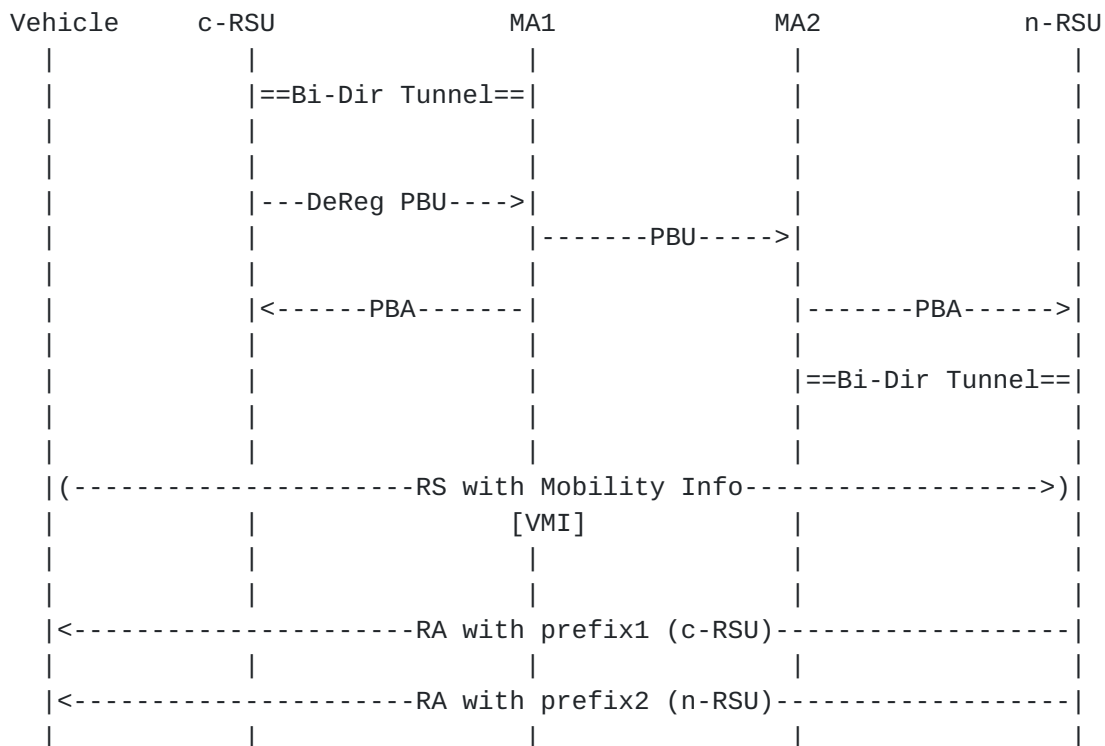 Vehicle c-RSU MA1 MA2 n-RSU
==Bi-Dir Tunnel==
---DeReg PBU---->
-------PBU----->
<------PBA------- -------PBA------>
==Bi-Dir Tunnel==
(----------------------RS with Mobility Info------------------->)
[VMI]
<----------------------RA with prefix1 (c-RSU)-------------------
<----------------------RA with prefix2 (n-RSU)-------------------